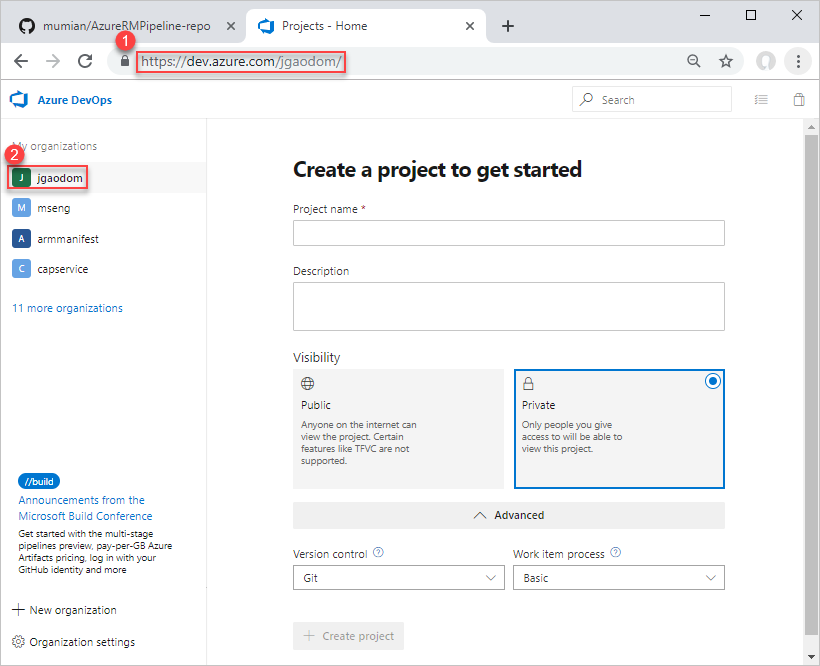 mumian/AzureRMPipeline-repo
Projects - Home
1
https://dev.azure.com/jgaodom/
Azure DevOps
Search
2
My organizations
J jgaodom
M mseng
A armmanifest
C capservice
11 more organizations
//build
Announcements from the
Microsoft Build Conference
Get started with the multi-stage
pipelines preview, pay-per-GB Azure
Artifacts pricing, log in with your
GitHub identity and more
New organization
Organization settings
Create a project to get started
Project name *
Description
Visibility
Public
Anyone on the internet can
view the project. Certain
features like TFVC are not
supported.
Private
Only people you give
access to will be able to
view this project.
Advanced
Version control ?
Work item process ?
Git
Basic
Create project